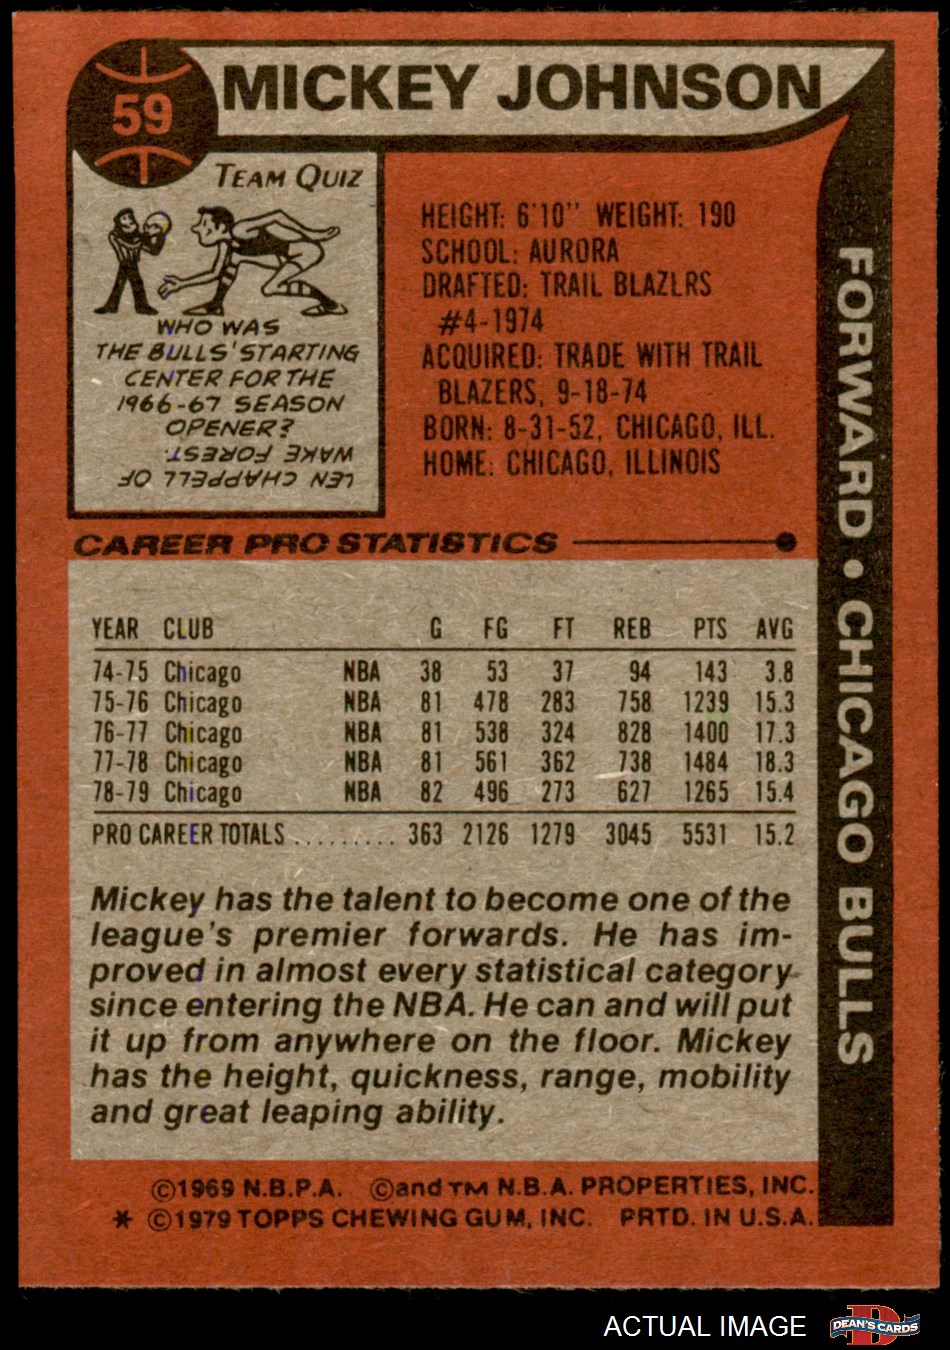 59
MICKEY JOHNSON
TEAM QUIZ
WHO WAS
THE BULLS' STARTING
CENTER FOR THE
1966-67 SEASON
OPENER?
LEN CHAPPELL OF
WAKE FOREST.
HEIGHT: 6'10" WEIGHT: 190
SCHOOL: AURORA
DRAFTED: TRAIL BLAZLRS
#4-1974
ACQUIRED: TRADE WITH TRAIL
BLAZERS, 9-18-74
BORN: 8-31-52, CHICAGO, ILL.
HOME: CHICAGO, ILLINOIS
FORWARD • CHICAGO BULLS
CAREER PRO STATISTICS
YEAR CLUB G FG FT REB PTS AVG
74-75 Chicago NBA 38 53 37 94 143 3.8
75-76 Chicago NBA 81 478 283 758 1239 15.3
76-77 Chicago NBA 81 538 324 828 1400 17.3
77-78 Chicago NBA 81 561 362 738 1484 18.3
78-79 Chicago NBA 82 496 273 627 1265 15.4
PRO CAREER TOTALS ......... 363 2126 1279 3045 5531 15.2
Mickey has the talent to become one of the
league's premier forwards. He has im-
proved in almost every statistical category
since entering the NBA. He can and will put
it up from anywhere on the floor. Mickey
has the height, quickness, range, mobility
and great leaping ability.
©1969 N.B.P.A. ©and TM N.B.A. PROPERTIES, INC.
* ©1979 TOPPS CHEWING GUM, INC. PRTD. IN U.S.A.
ACTUAL IMAGE
D
DEAN'S CARDS